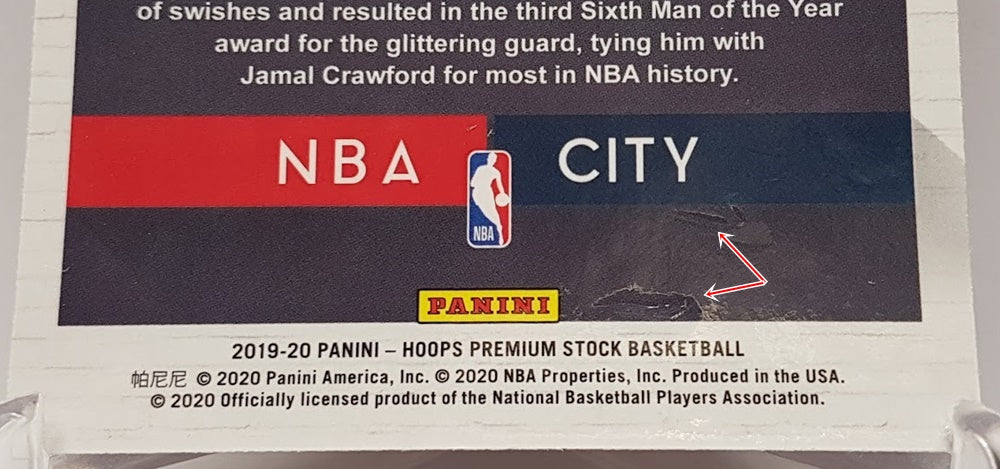 of swishes and resulted in the third Sixth Man of the Year
award for the glittering guard, tying him with
Jamal Crawford for most in NBA history.
NBA CITY
NBA
PANINI
2019-20 PANINI – HOOPS PREMIUM STOCK BASKETBALL
帕尼尼 © 2020 Panini America, Inc. © 2020 NBA Properties, Inc. Produced in the USA.
© 2020 Officially licensed product of the National Basketball Players Association.